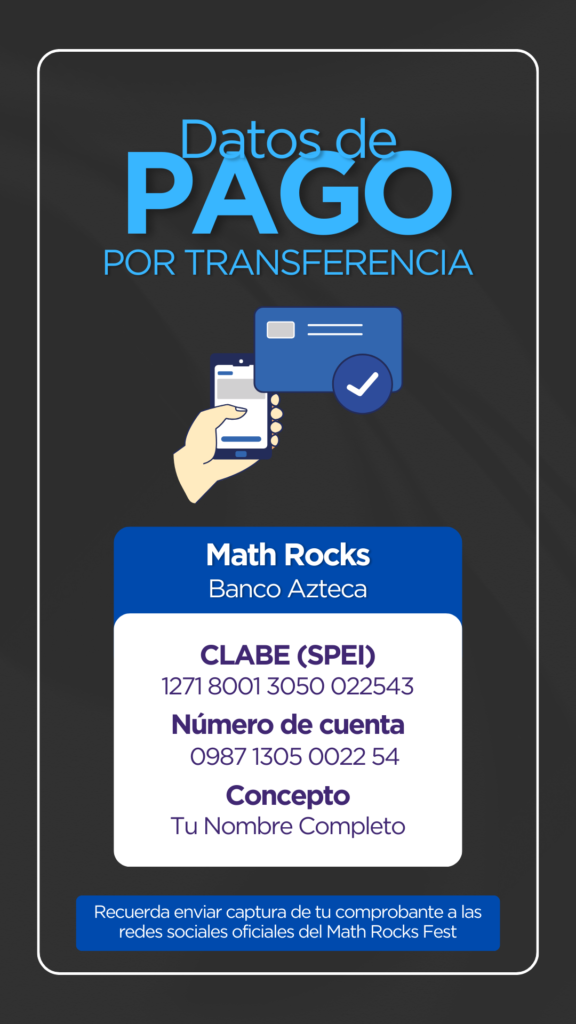 Datos de
PAGO
POR TRANSFERENCIA
Math Rocks
Banco Azteca
CLABE (SPEI)
1271 8001 3050 022543
Número de cuenta
0987 1305 0022 54
Concepto
Tu Nombre Completo
Recuerda enviar captura de tu comprobante a las
redes sociales oficiales del Math Rocks Fest